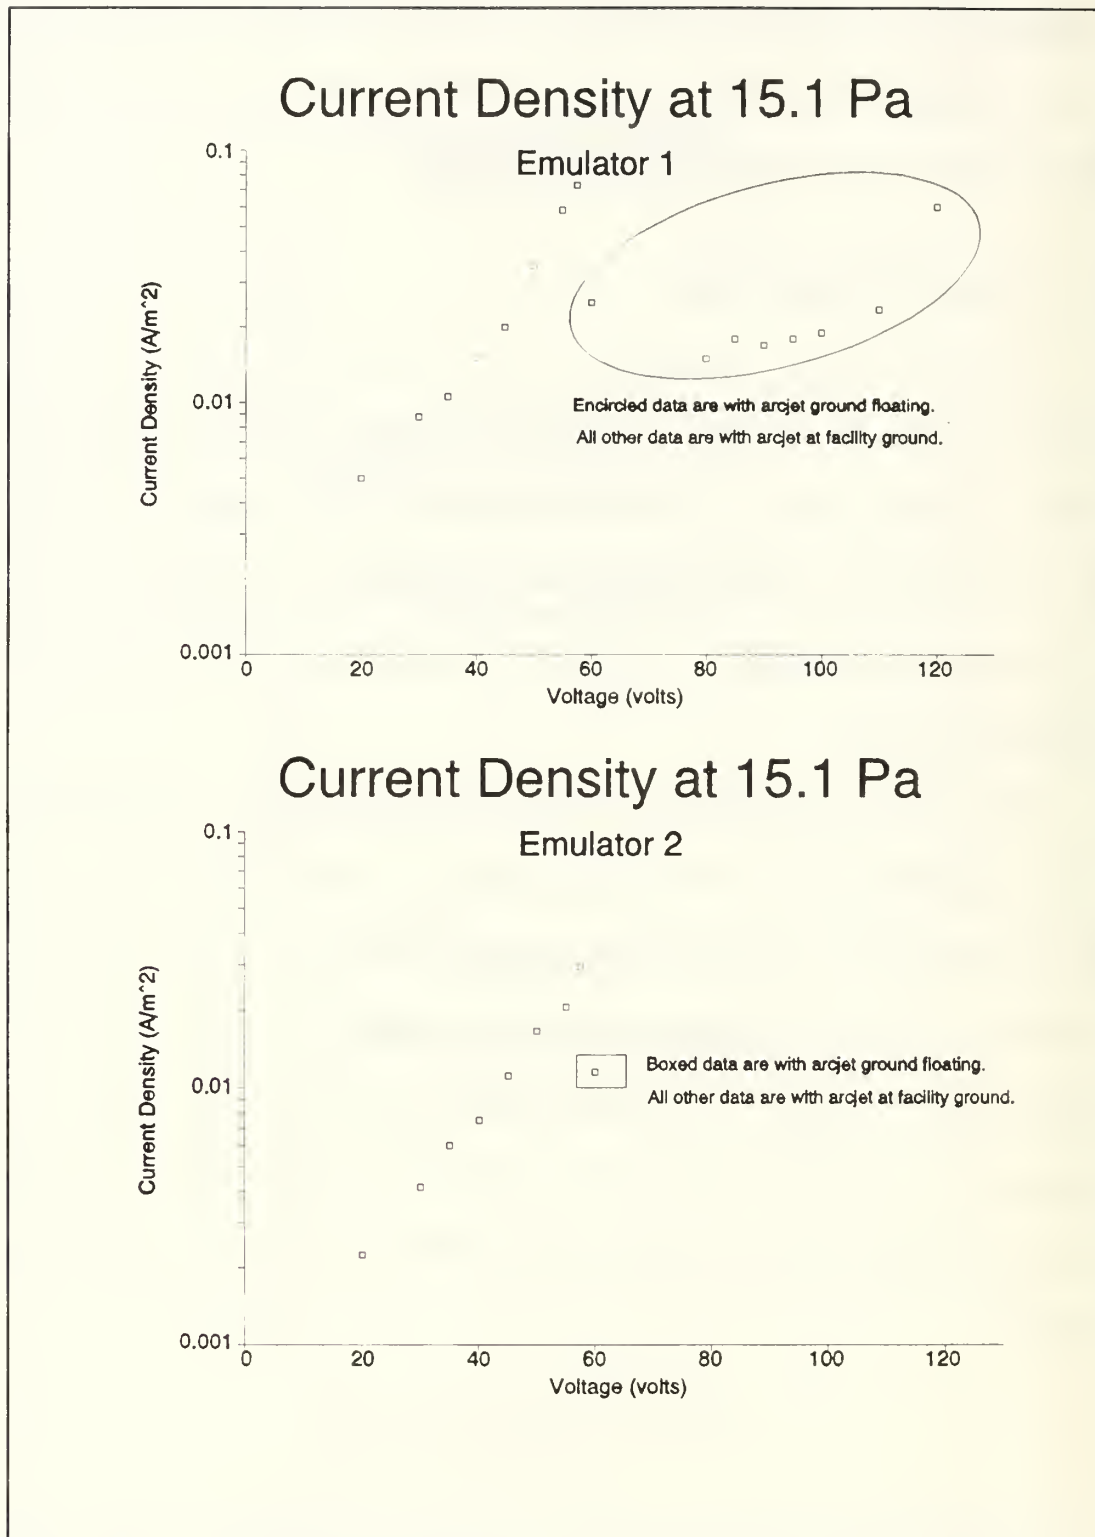 Current Density at 15.1 Pa
Emulator 1
0.1
0.01
0.001
Current Density (A/m^2)
Encircled data are with arcjet ground floating.
All other data are with arcjet at facility ground.
0 20 40 60 80 100 120
Voltage (volts)
Current Density at 15.1 Pa
Emulator 2
0.1
0.01
0.001
Current Density (A/m^2)
Boxed data are with arcjet ground floating.
All other data are with arcjet at facility ground.
0 20 40 60 80 100 120
Voltage (volts)